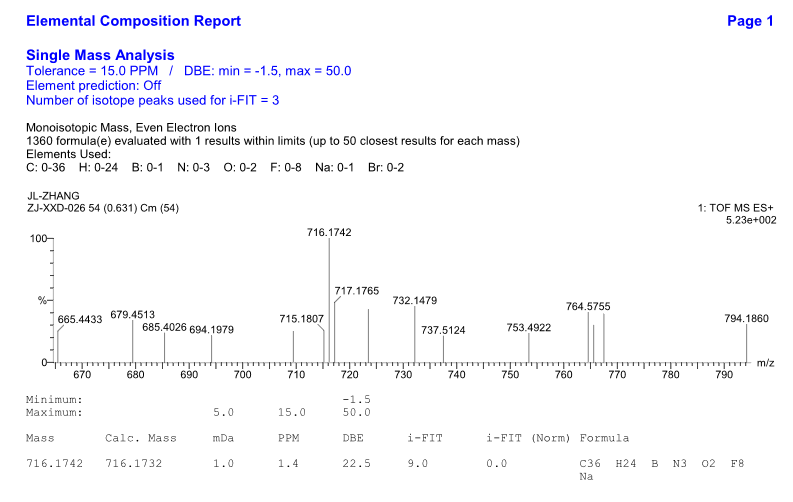 Elemental Composition Report Page 1
Single Mass Analysis
Tolerance = 15.0 PPM / DBE: min = -1.5, max = 50.0
Element prediction: Off
Number of isotope peaks used for i-FIT = 3
Monoisotopic Mass, Even Electron Ions
1360 formula(e) evaluated with 1 results within limits (up to 50 closest results for each mass)
Elements Used:
C: 0-36 H: 0-24 B: 0-1 N: 0-3 O: 0-2 F: 0-8 Na: 0-1 Br: 0-2
JL-ZHANG
ZJ-XXD-026 54 (0.631) Cm (54) 1: TOF MS ES+
5.23e+002
716.1742
100
717.1765
%
665.4433 679.4513 685.4026 694.1979 715.1807 732.1479 737.5124 753.4922 764.5755 794.1860
0
m/z
670 680 690 700 710 720 730 740 750 760 770 780 790
Minimum: -1.5
Maximum: 5.0 15.0 50.0
Mass Calc. Mass mDa PPM DBE i-FIT i-FIT (Norm) Formula
716.1742 716.1732 1.0 1.4 22.5 9.0 0.0 C36 H24 B N3 O2 F8
Na